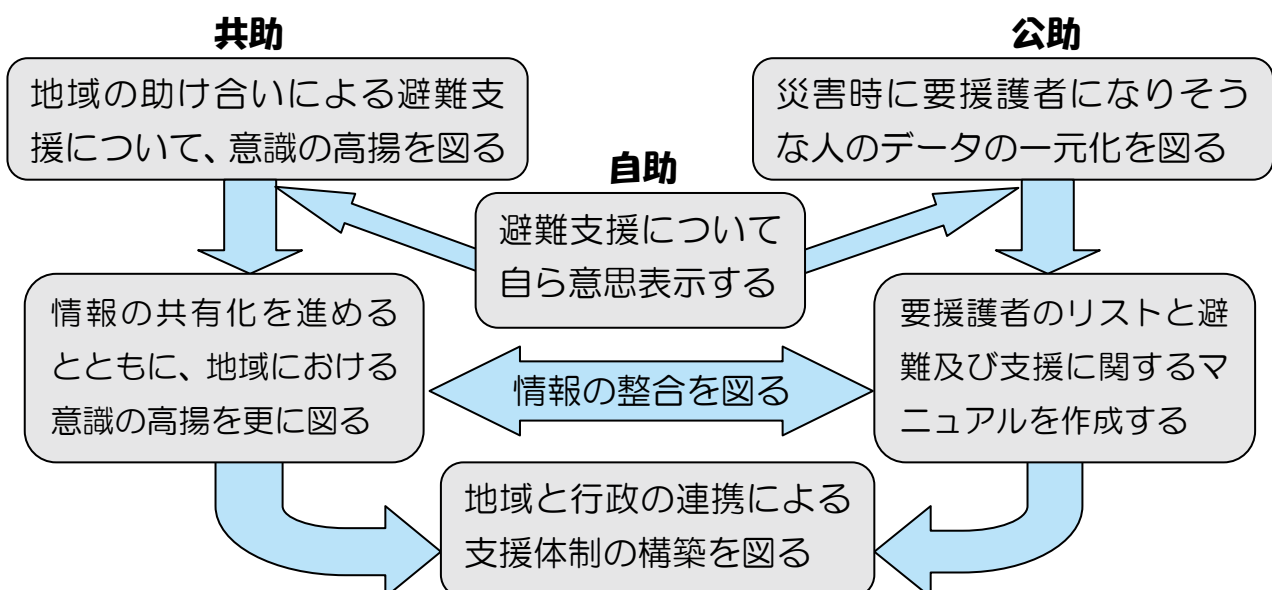 共助
地域の助け合いによる避難支
援について、意識の高揚を図る
公助
災害時に要援護者になりそう
な人のデータの一元化を図る
自助
避難支援について
自ら意思表示する
情報の共有化を進める
とともに、地域における
意識の高揚を更に図る
情報の整合を図る
要援護者のリストと避
難及び支援に関するマ
ニュアルを作成する
地域と行政の連携による
支援体制の構築を図る